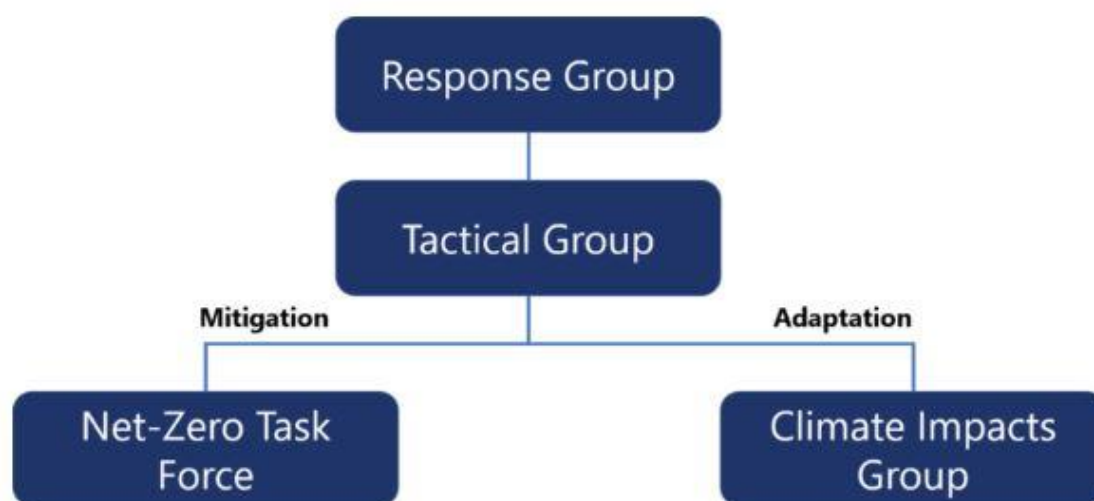 Response Group
Tactical Group
Mitigation
Adaptation
Net-Zero Task
Force
Climate Impacts
Group